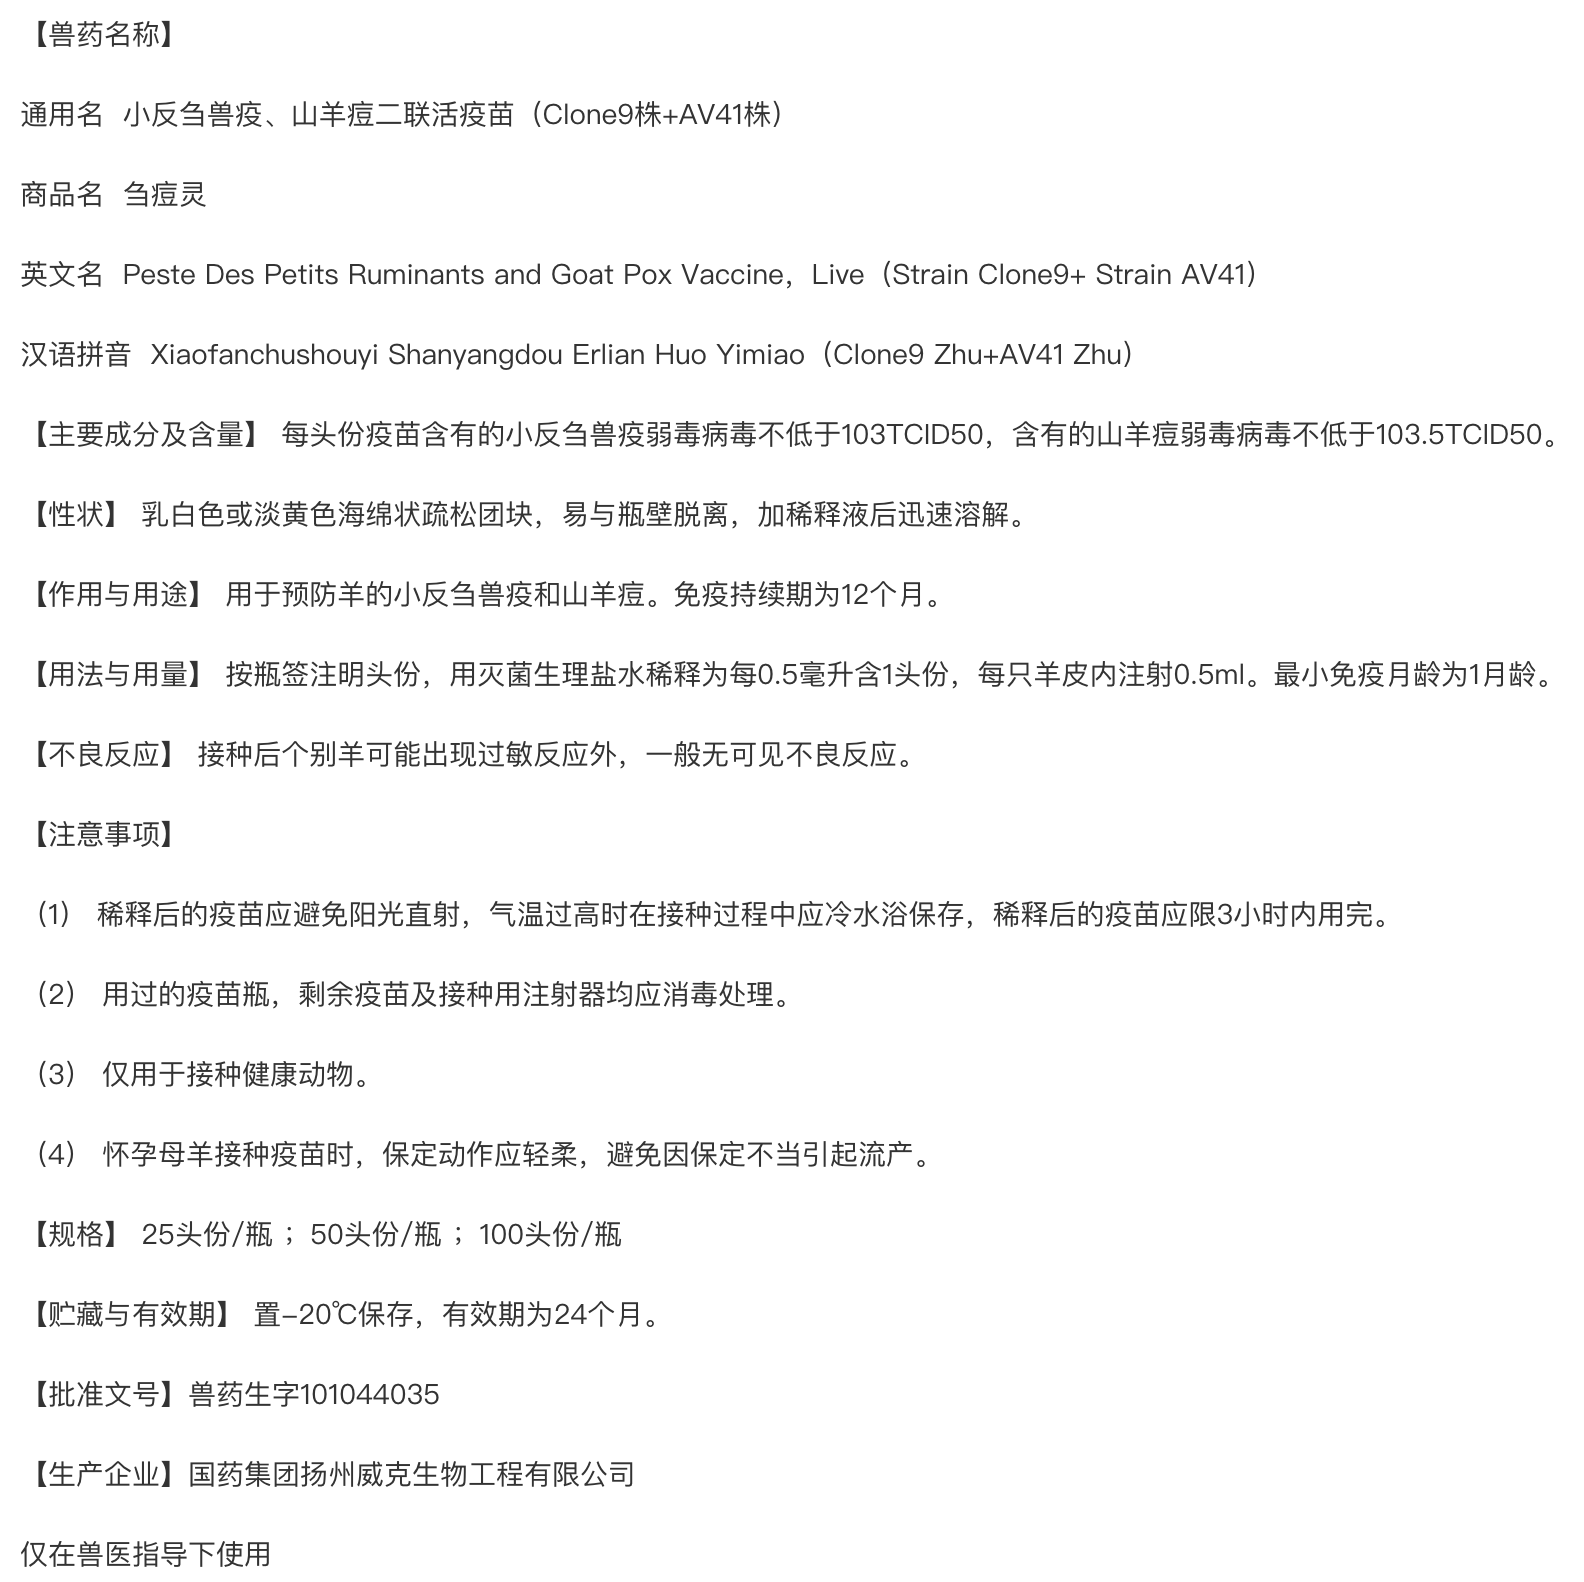 【兽药名称】
通用名 小反刍兽疫、山羊痘二联活疫苗（Clone9株+AV41株）
商品名 刍痘灵
英文名 Peste Des Petits Ruminants and Goat Pox Vaccine，Live（Strain Clone9+ Strain AV41）
汉语拼音 Xiaofanchushouyi Shanyangdou Erlian Huo Yimiao（Clone9 Zhu+AV41 Zhu）
【主要成分及含量】 每头份疫苗含有的小反刍兽疫弱毒病毒不低于103TCID50，含有的山羊痘弱毒病毒不低于103.5TCID50。
【性状】 乳白色或淡黄色海绵状疏松团块，易与瓶壁脱离，加稀释液后迅速溶解。
【作用与用途】 用于预防羊的小反刍兽疫和山羊痘。免疫持续期为12个月。
【用法与用量】 按瓶签注明头份，用灭菌生理盐水稀释为每0.5毫升含1头份，每只羊皮内注射0.5ml。最小免疫月龄为1月龄。
【不良反应】 接种后个别羊可能出现过敏反应外，一般无可见不良反应。
【注意事项】
（1） 稀释后的疫苗应避免阳光直射，气温过高时在接种过程中应冷水浴保存，稀释后的疫苗应限3小时内用完。
（2） 用过的疫苗瓶，剩余疫苗及接种用注射器均应消毒处理。
（3） 仅用于接种健康动物。
（4） 怀孕母羊接种疫苗时，保定动作应轻柔，避免因保定不当引起流产。
【规格】 25头份/瓶 ；50头份/瓶 ；100头份/瓶
【贮藏与有效期】 置-20℃保存，有效期为24个月。
【批准文号】兽药生字101044035
【生产企业】国药集团扬州威克生物工程有限公司
仅在兽医指导下使用